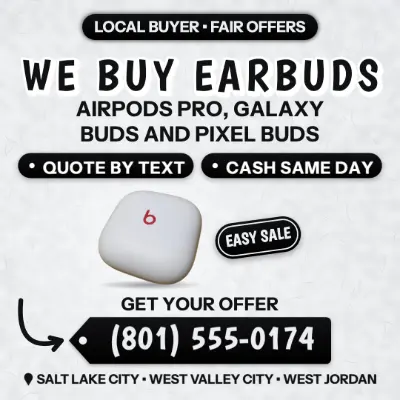 LOCAL BUYER • FAIR OFFERS
WE BUY EARBUDS
AIRPODS PRO, GALAXY
BUDS AND PIXEL BUDS
• QUOTE BY TEXT
• CASH SAME DAY
b
EASY SALE
GET YOUR OFFER
(801) 555-0174
SALT LAKE CITY • WEST VALLEY CITY • WEST JORDAN